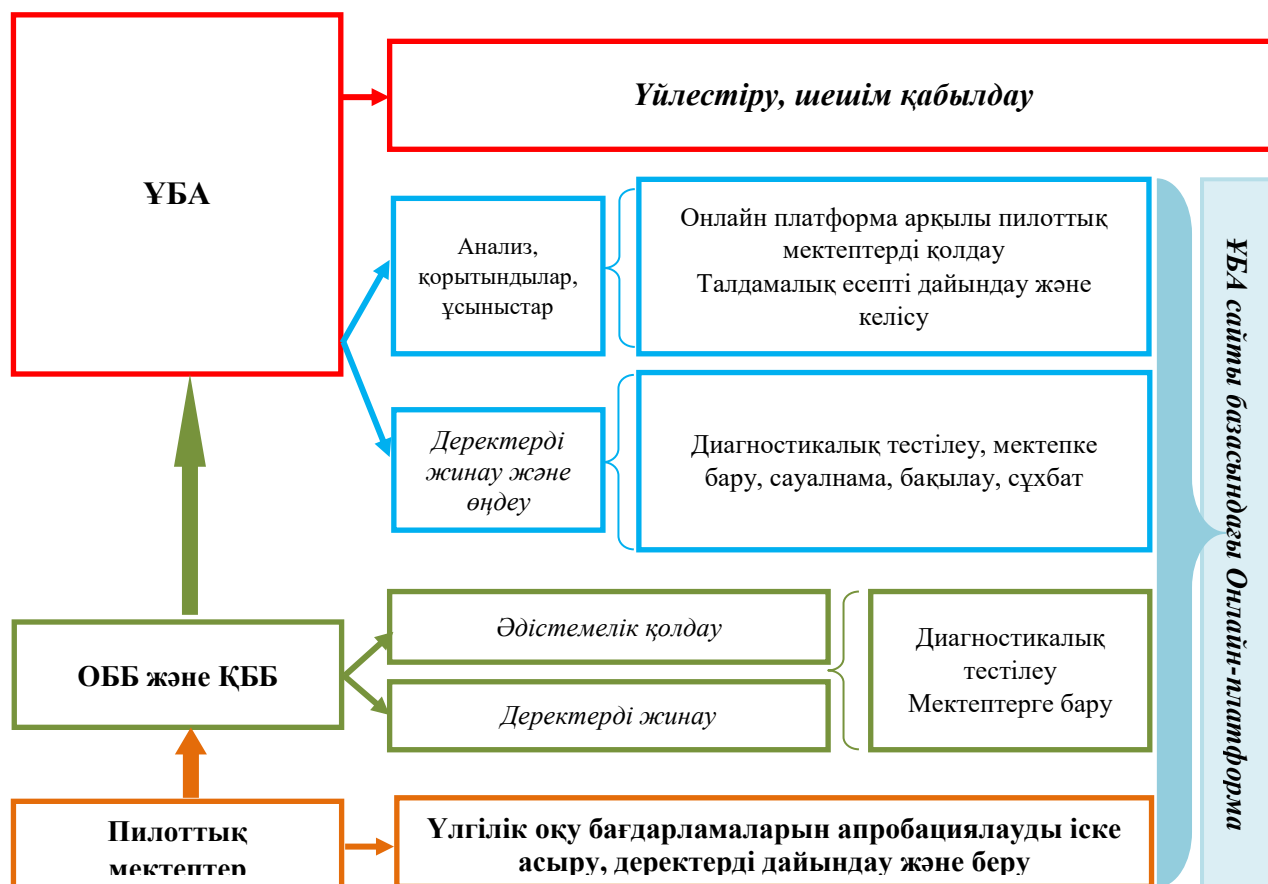 Үйлестіру, шешім қабылдау
ҰБА
Анализ,
қорытындылар,
ұсыныстар
Онлайн платформа арқылы пилоттық
мектептерді қолдау
Талдамалық есепті дайындау және
келісу
Деректерді
жинау және
өңдеу
Диагностикалық тестілеу, мектепке
бару, сауалнама, бақылау, сұхбат
ҰБА сайты базасындағы Онлайн-платформа
ОББ және ҚББ
Әдістемелік қолдау
Деректерді жинау
Диагностикалық
тестілеу
Мектептерге бару
Пилоттық
мектептер
Үлгілік оқу бағдарламаларын апробациялауды іске
асыру, деректерді дайындау және беру